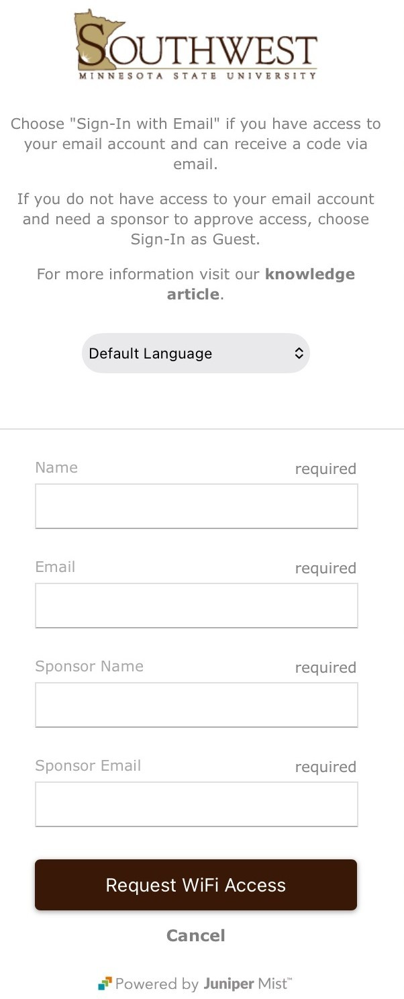 SOUTHWEST
MINNESOTA STATE UNIVERSITY
Choose "Sign-In with Email" if you have access to
your email account and can receive a code via
email.
If you do not have access to your email account
and need a sponsor to approve access, choose
Sign-In as Guest.
For more information visit our knowledge
article.
Default Language
Name required
Email required
Sponsor Name required
Sponsor Email required
Request WiFi Access
Cancel
Powered by Juniper Mist™